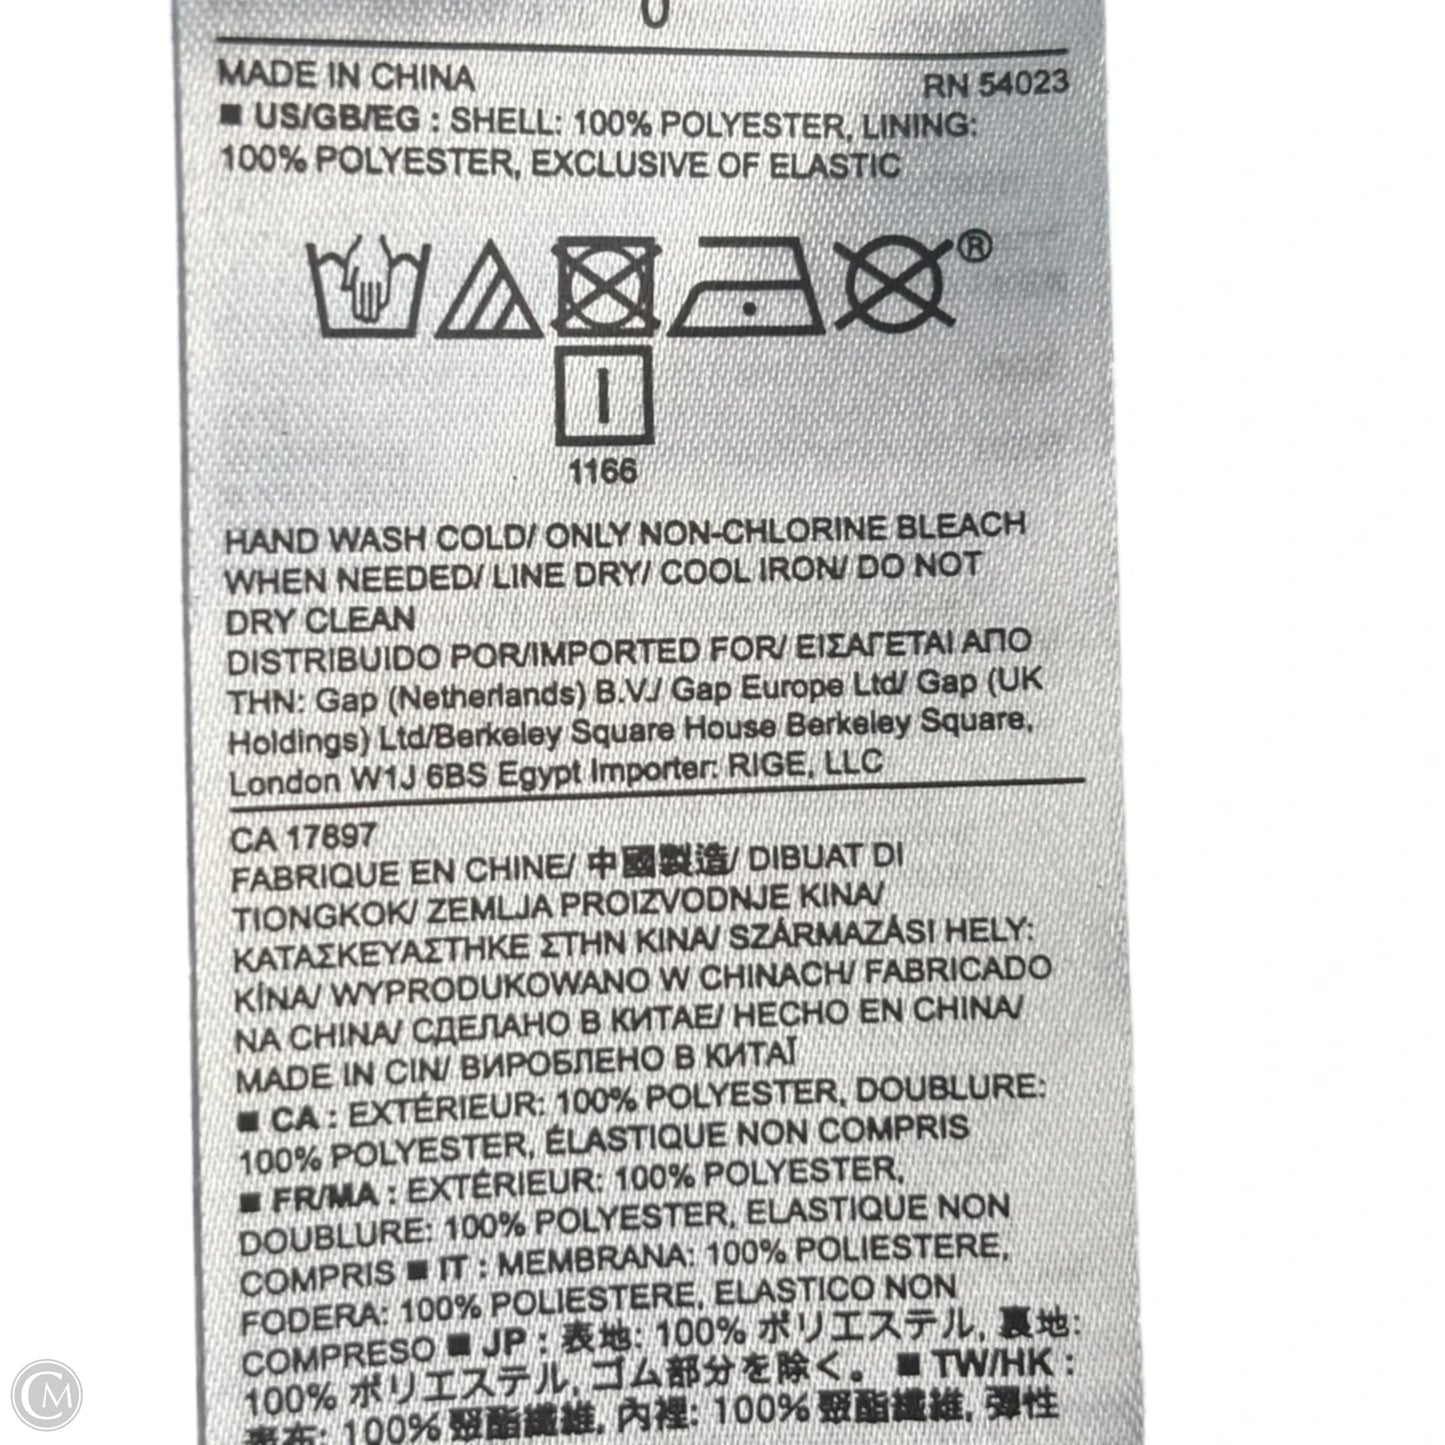 0
MADE IN CHINA RN 54023
■ US/GB/EG : SHELL: 100% POLYESTER, LINING:
100% POLYESTER, EXCLUSIVE OF ELASTIC
®
1166
HAND WASH COLD/ ONLY NON-CHLORINE BLEACH
WHEN NEEDED/ LINE DRY/ COOL IRON/ DO NOT
DRY CLEAN
DISTRIBUIDO POR/IMPORTED FOR/ ΕΙΣΑΓΕΤΑΙ ΑΠΟ
ΤΗΝ: Gap (Netherlands) B.V./ Gap Europe Ltd/ Gap (UK
Holdings) Ltd/Berkeley Square House Berkeley Square,
London W1J 6BS Egypt Importer: RIGE, LLC
CA 17897
FABRIQUE EN CHINE/ 中國製造/ DIBUAT DI
TIONGKOK/ ZEMLJA PROIZVODNJE KINA/
ΚΑΤΑΣΚΕΥΑΣΤΗΚΕ ΣΤΗΝ ΚΙΝΑ/ SZÁRMAZÁSI HELY:
KÍNA/ WYPRODUKOWANO W CHINACH/ FABRICADO
NA CHINA/ СДЕЛАНО В КИТАЕ/ HECHO EN CHINA/
MADE IN CIN/ ВИРОБЛЕНО В КИТАЇ
■ CA : EXTÉRIEUR: 100% POLYESTER, DOUBLURE:
100% POLYESTER, ÉLASTIQUE NON COMPRIS
■ FR/MA : EXTÉRIEUR: 100% POLYESTER,
DOUBLURE: 100% POLYESTER, ELASTIQUE NON
COMPRIS ■ IT : MEMBRANA: 100% POLIESTERE,
FODERA: 100% POLIESTERE, ELASTICO NON
COMPRESO ■ JP : 表地: 100% ポリエステル, 裏地:
100% ポリエステル, ゴム部分を除く。 ■ TW/HK :
表布: 100% 聚酯纖維, 內裡: 100% 聚酯纖維, 彈性
CM